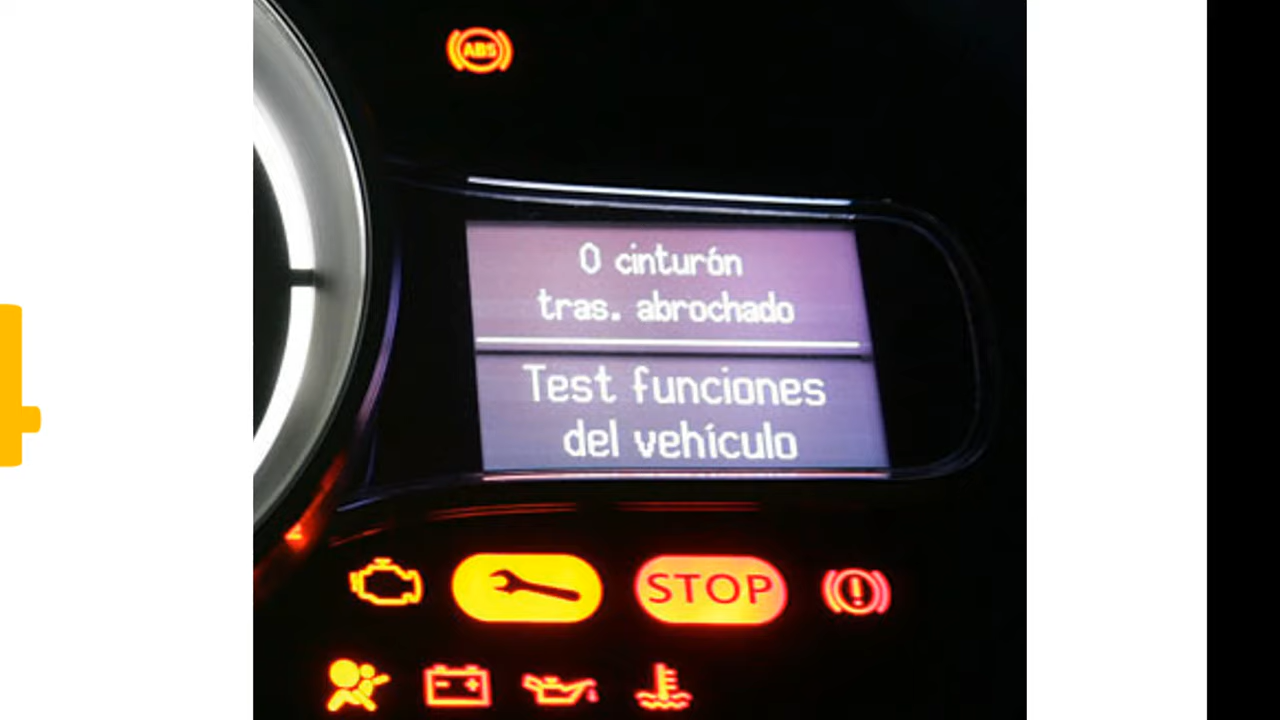 ABS
0 cinturón
tras. abrochado
Test funciones
del vehículo
STOP